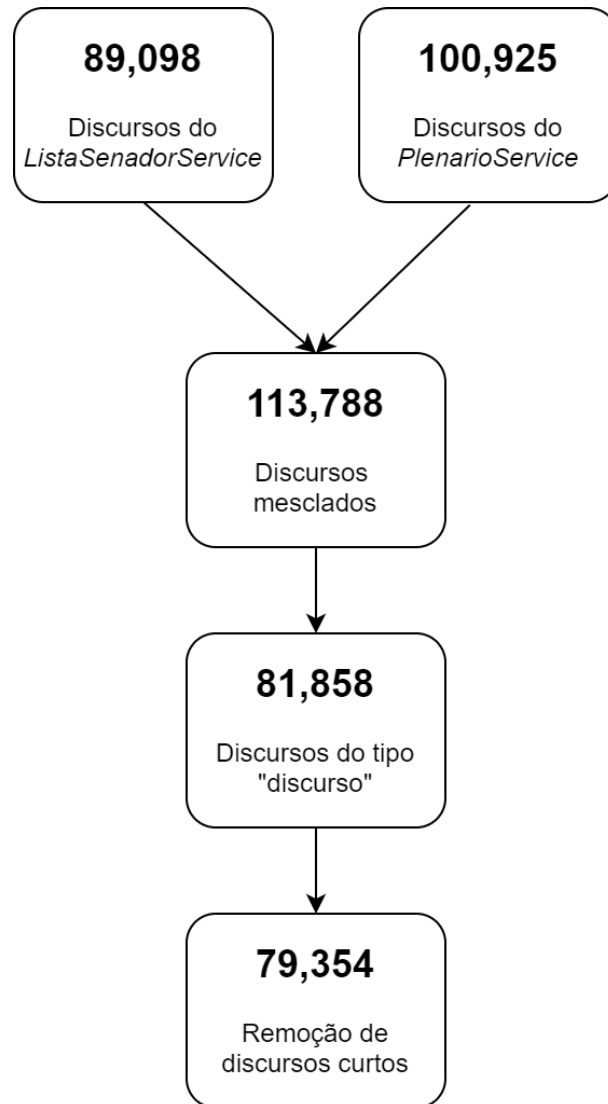 89,098
Discursos do
ListaSenadorService
100,925
Discursos do
PlenarioService
113,788
Discursos
mesclados
81,858
Discursos do tipo
"discurso"
79,354
Remoção de
discursos curtos